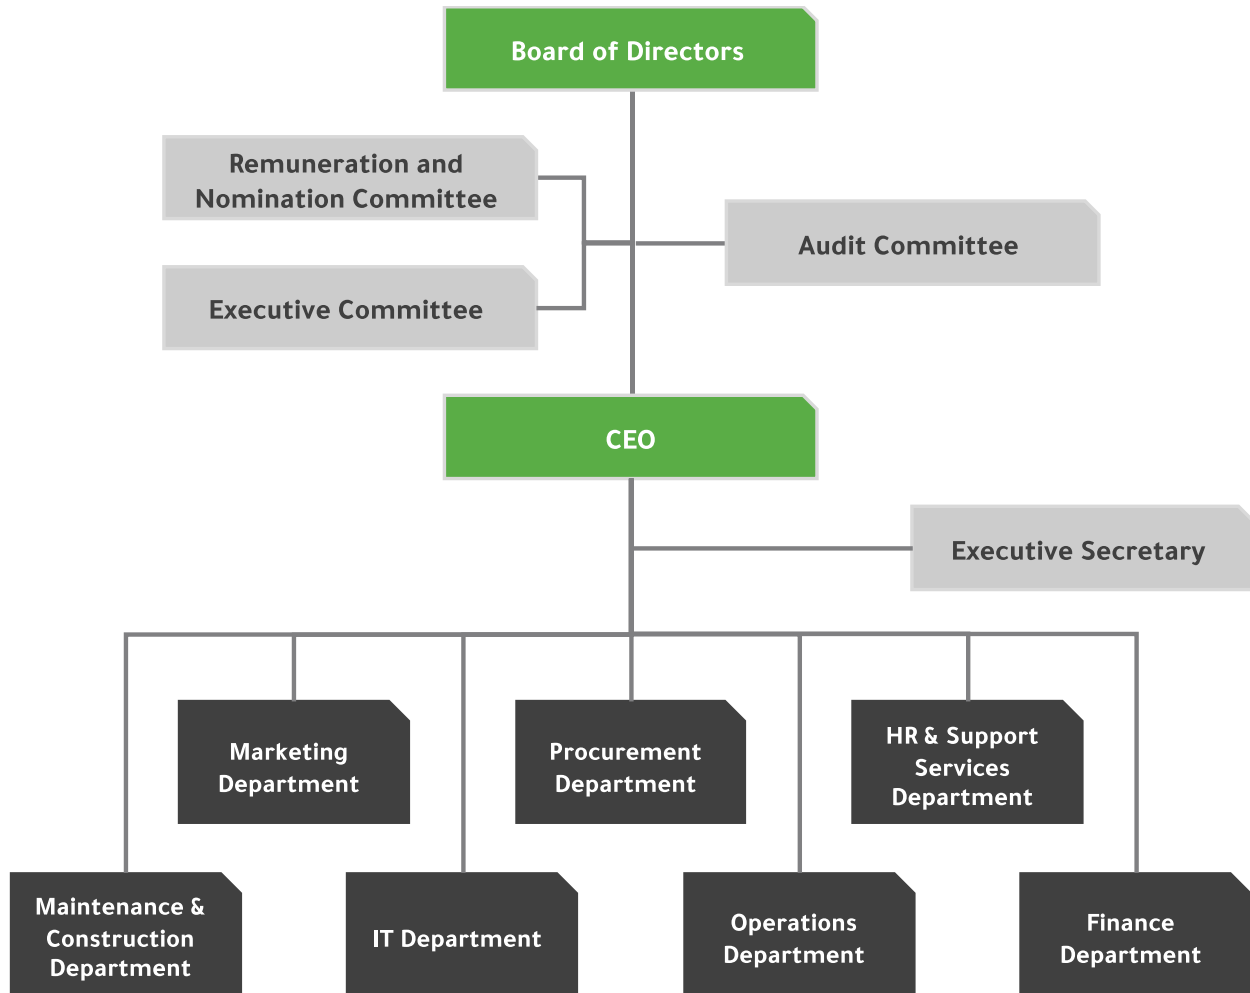 Board of Directors
Remuneration and
Nomination Committee
Audit Committee
Executive Committee
CEO
Executive Secretary
Marketing
Department
Procurement
Department
HR & Support
Services
Department
Maintenance &
Construction
Department
IT Department
Operations
Department
Finance
Department